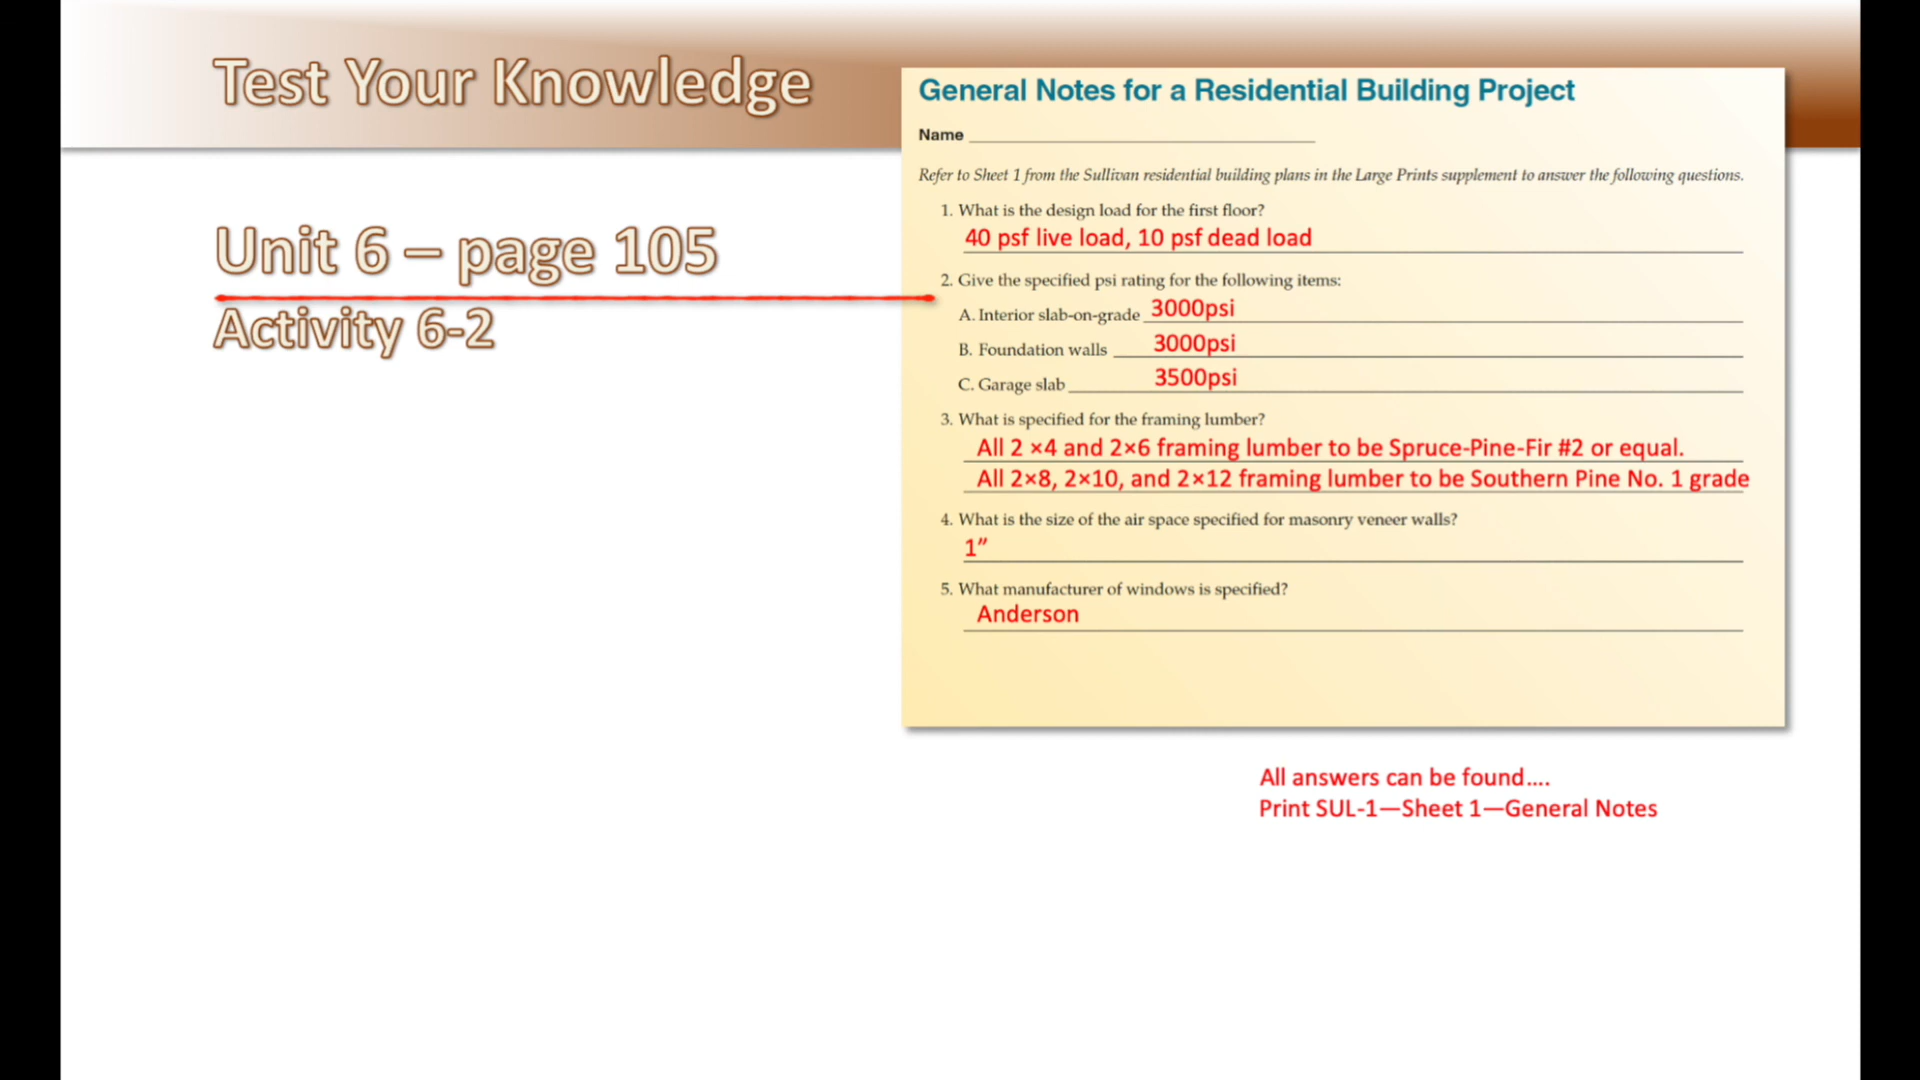 Test Your Knowledge
Unit 6 – page 105
Activity 6-2
General Notes for a Residential Building Project
Name
Refer to Sheet 1 from the Sullivan residential building plans in the Large Prints supplement to answer the following questions.
1. What is the design load for the first floor?
40 psf live load, 10 psf dead load
2. Give the specified psi rating for the following items:
A. Interior slab-on-grade 3000psi
B. Foundation walls 3000psi
C. Garage slab 3500psi
3. What is specified for the framing lumber?
All 2 ×4 and 2×6 framing lumber to be Spruce-Pine-Fir #2 or equal.
All 2×8, 2×10, and 2×12 framing lumber to be Southern Pine No. 1 grade
4. What is the size of the air space specified for masonry veneer walls?
1”
5. What manufacturer of windows is specified?
Anderson
All answers can be found....
Print SUL-1—Sheet 1—General Notes